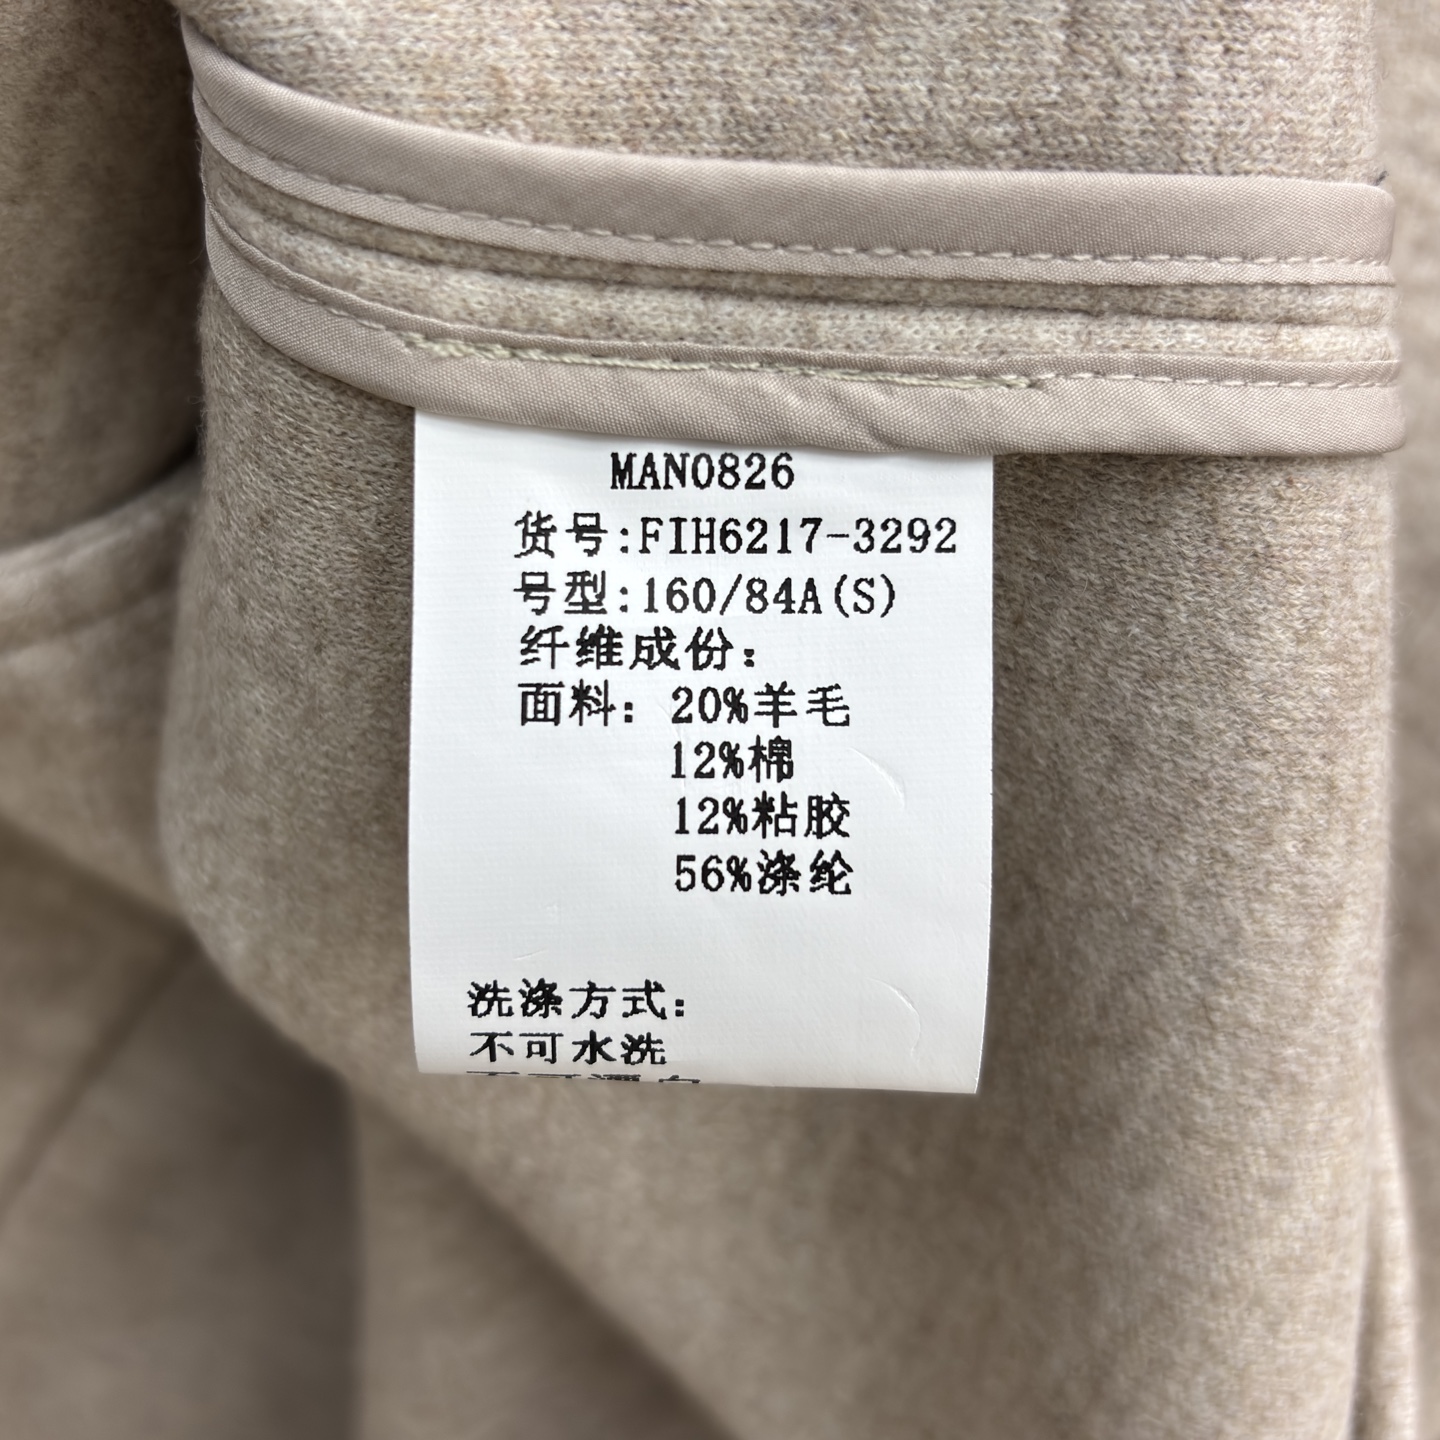 MAN0826
货号:FIH6217-3292
号型:160/84A(S)
纤维成份:
面料: 20%羊毛
12%棉
12%粘胶
56%涤纶
洗涤方式:
不可水洗